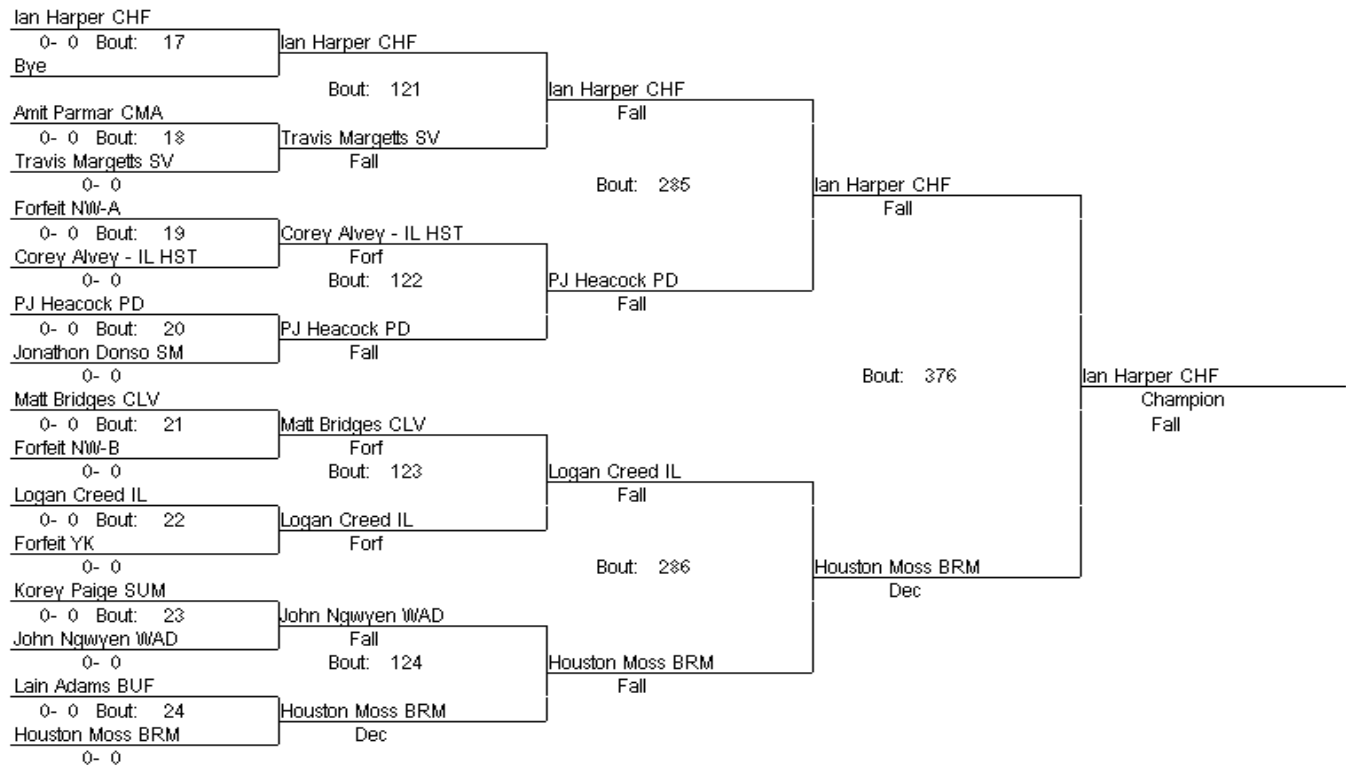 Ian Harper CHF
0- 0 Bout: 17
Ian Harper CHF
Bye
Bout: 121
Ian Harper CHF
Amit Parmar CMA
Fall
0- 0 Bout: 18
Travis Margetts SV
Travis Margetts SV
Fall
0- 0
Bout: 285
Ian Harper CHF
Forfeit NW-A
Fall
0- 0 Bout: 19
Corey Alvey - IL HST
Corey Alvey - IL HST
Forf
0- 0
Bout: 122
PJ Heacock PD
PJ Heacock PD
Fall
0- 0 Bout: 20
PJ Heacock PD
Jonathon Donso SM
Fall
0- 0
Bout: 376
Ian Harper CHF
Matt Bridges CLV
Champion
0- 0 Bout: 21
Matt Bridges CLV
Fall
Forfeit NW-B
Forf
0- 0
Bout: 123
Logan Creed IL
Logan Creed IL
Fall
0- 0 Bout: 22
Logan Creed IL
Forfeit YK
Forf
0- 0
Bout: 286
Houston Moss BRM
Korey Paige SUM
Dec
0- 0 Bout: 23
John Nqwyen WAD
John Nqwyen WAD
Fall
0- 0
Bout: 124
Houston Moss BRM
Lain Adams BUF
Fall
0- 0 Bout: 24
Houston Moss BRM
Houston Moss BRM
Dec
0- 0